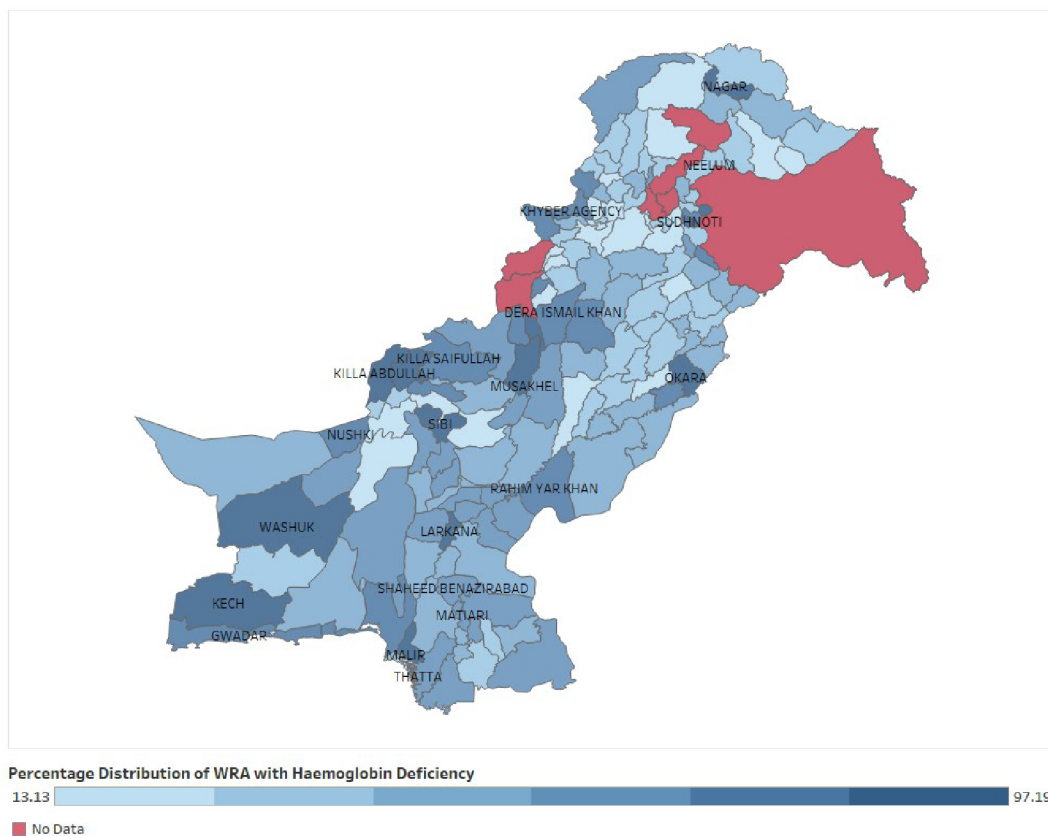 NAGAR
NEELUM
KHYBER AGENCY
SUDHNOTI
DERA ISMAIL KHAN
KILLA SAIFULLAH
KILLA ABDULLAH
OKARA
MUSAKHEL
SIBI
NUSHKI
RAHIM YAR KHAN
WASHUK
LARKANA
SHAHEED BENAZIRABAD
KECH
MATIARI
GWADAR
MALIR
THATTA
Percentage Distribution of WRA with Haemoglobin Deficiency
13.13 97.19
No Data